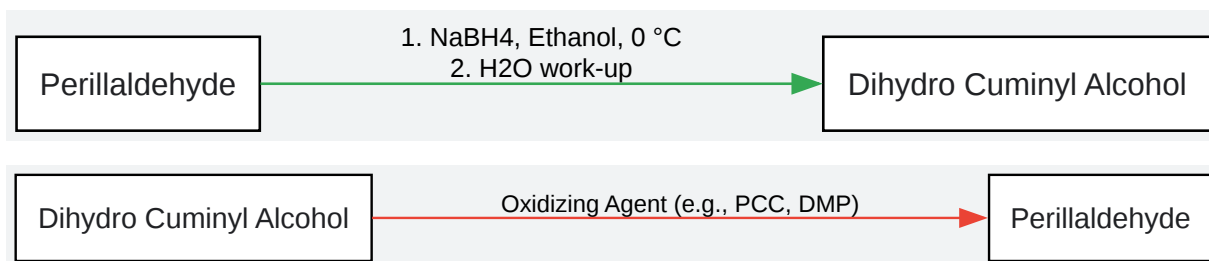 1. NaBH4, Ethanol, 0 °C
Perillaldehyde
2. H2O work-up
Dihydro Cuminyl Alcohol
Dihydro Cuminyl Alcohol
Oxidizing Agent (e.g., PCC, DMP)
Perillaldehyde